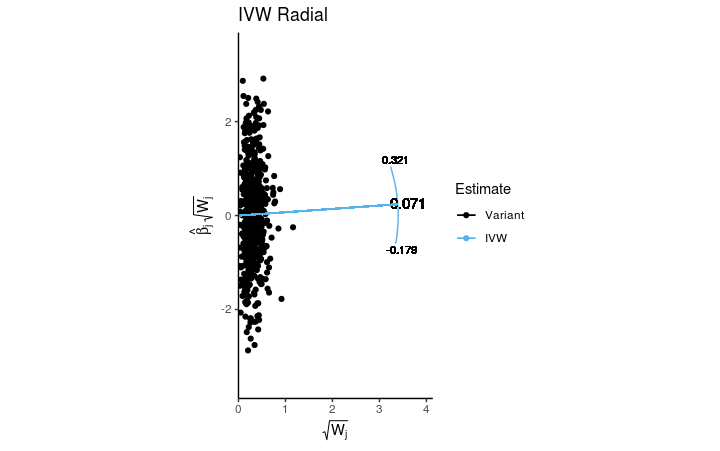 IVW Radial
2
0
-2
β̂ⱼ√Wⱼ
0.321
0.071
-0.179
Estimate
Variant
IVW
0 1 2 3 4
√Wⱼ